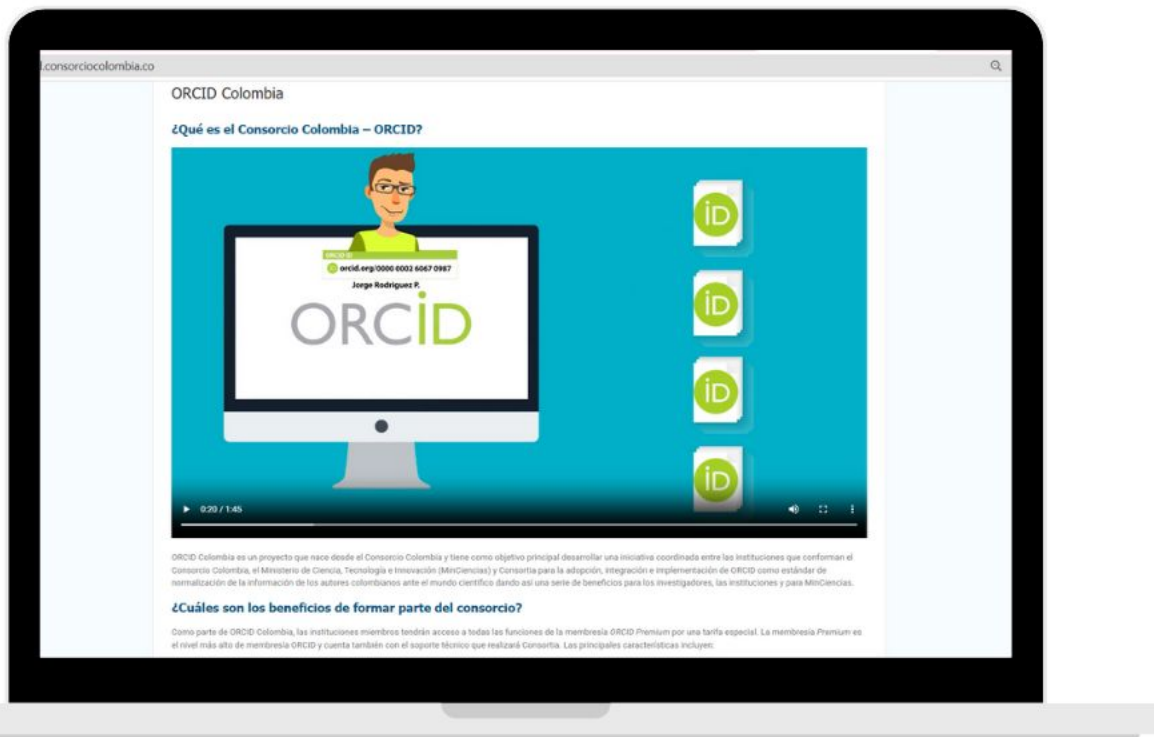 l.consorciocolombia.co
ORCID Colombia
¿Qué es el Consorcio Colombia – ORCID?
ORCID ID
orcid.org/0000 0002 6067 0987
Jorge Rodriguez P.
ORCID
iD
iD
iD
iD
0:20 / 1:45
ORCID Colombia es un proyecto que nace desde el Consorcio Colombia y tiene como objetivo principal desarrollar una iniciativa coordinada entre las instituciones que conforman el
Consorcio Colombia, el Ministerio de Ciencia, Tecnología e Innovación (MinCiencias) y Consortia para la adopción, integración e implementación de ORCID como estándar de
normalización de la información de los autores colombianos ante el mundo científico dando así una serie de beneficios para los investigadores, las instituciones y para MinCiencias.
¿Cuáles son los beneficios de formar parte del consorcio?
Como parte de ORCID Colombia, las instituciones miembros tendrán acceso a todas las funciones de la membresía ORCID Premium por una tarifa especial. La membresía Premium es
el nivel más alto de membresía ORCID y cuenta también con el soporte técnico que realizará Consortia. Las principales características incluyen: